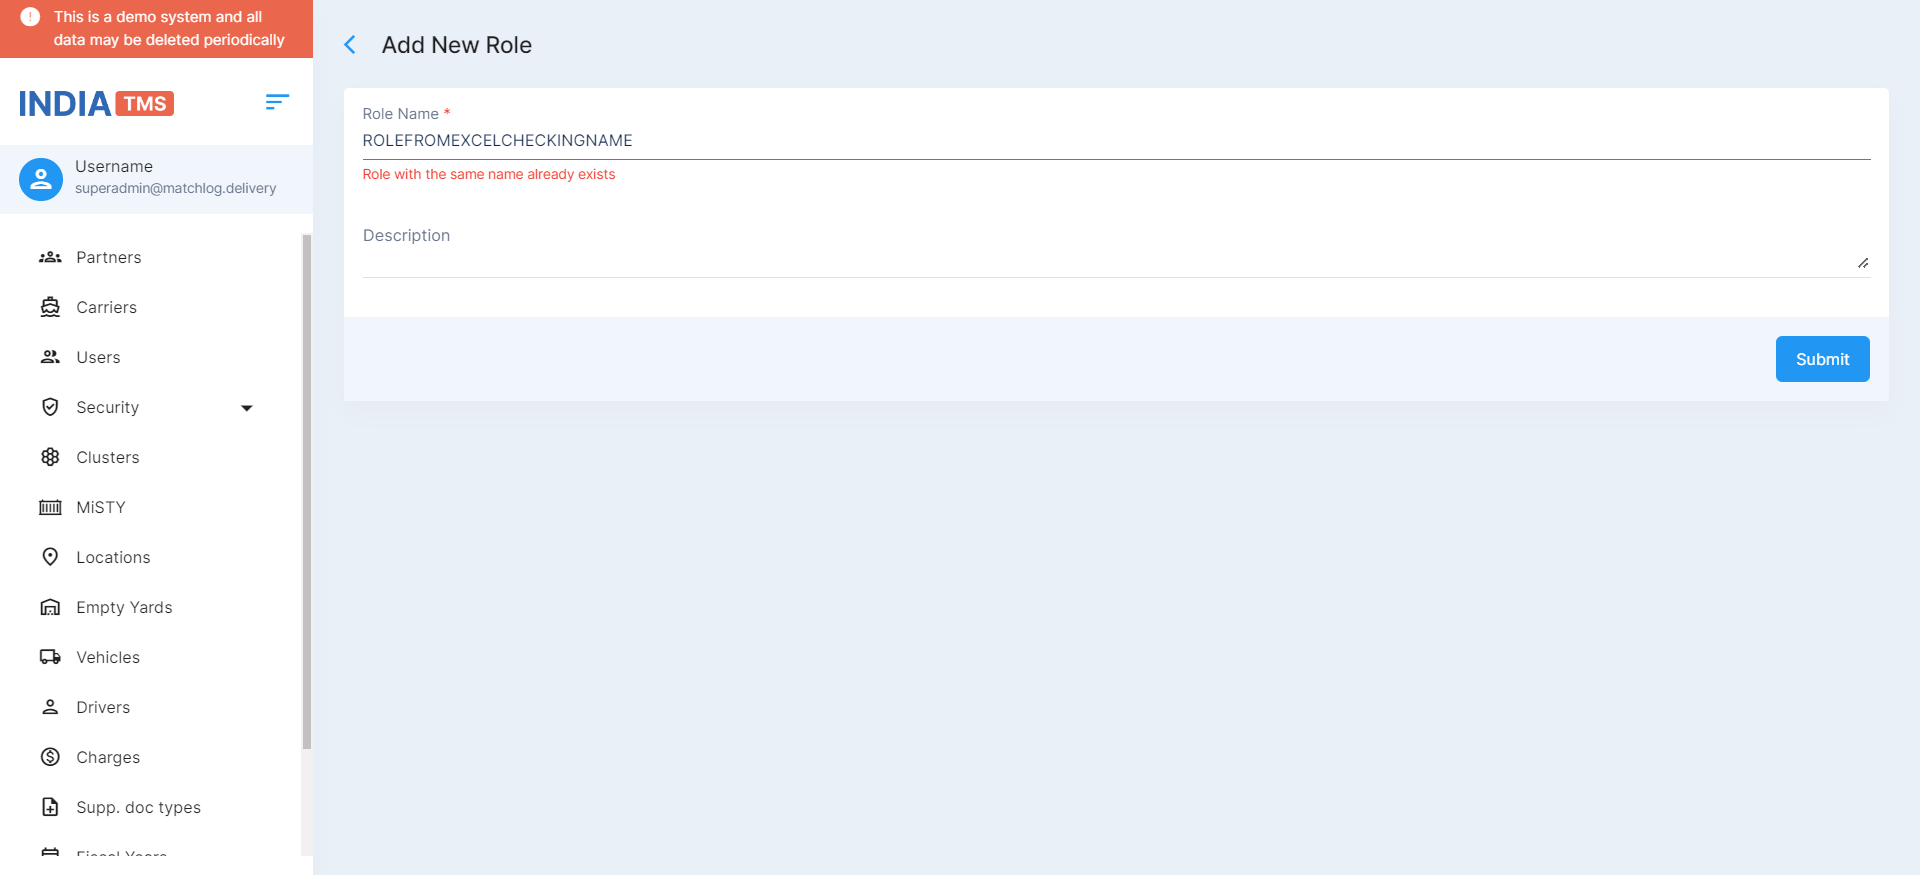 This is a demo system and all
data may be deleted periodically
INDIA TMS
Username
superadmin@matchlog.delivery
Partners
Carriers
Users
Security
Clusters
MiSTY
Locations
Empty Yards
Vehicles
Drivers
Charges
Supp. doc types
Fiscal Years
Add New Role
Role Name *
ROLEFROMEXCELCHECKINGNAME
Role with the same name already exists
Description
Submit